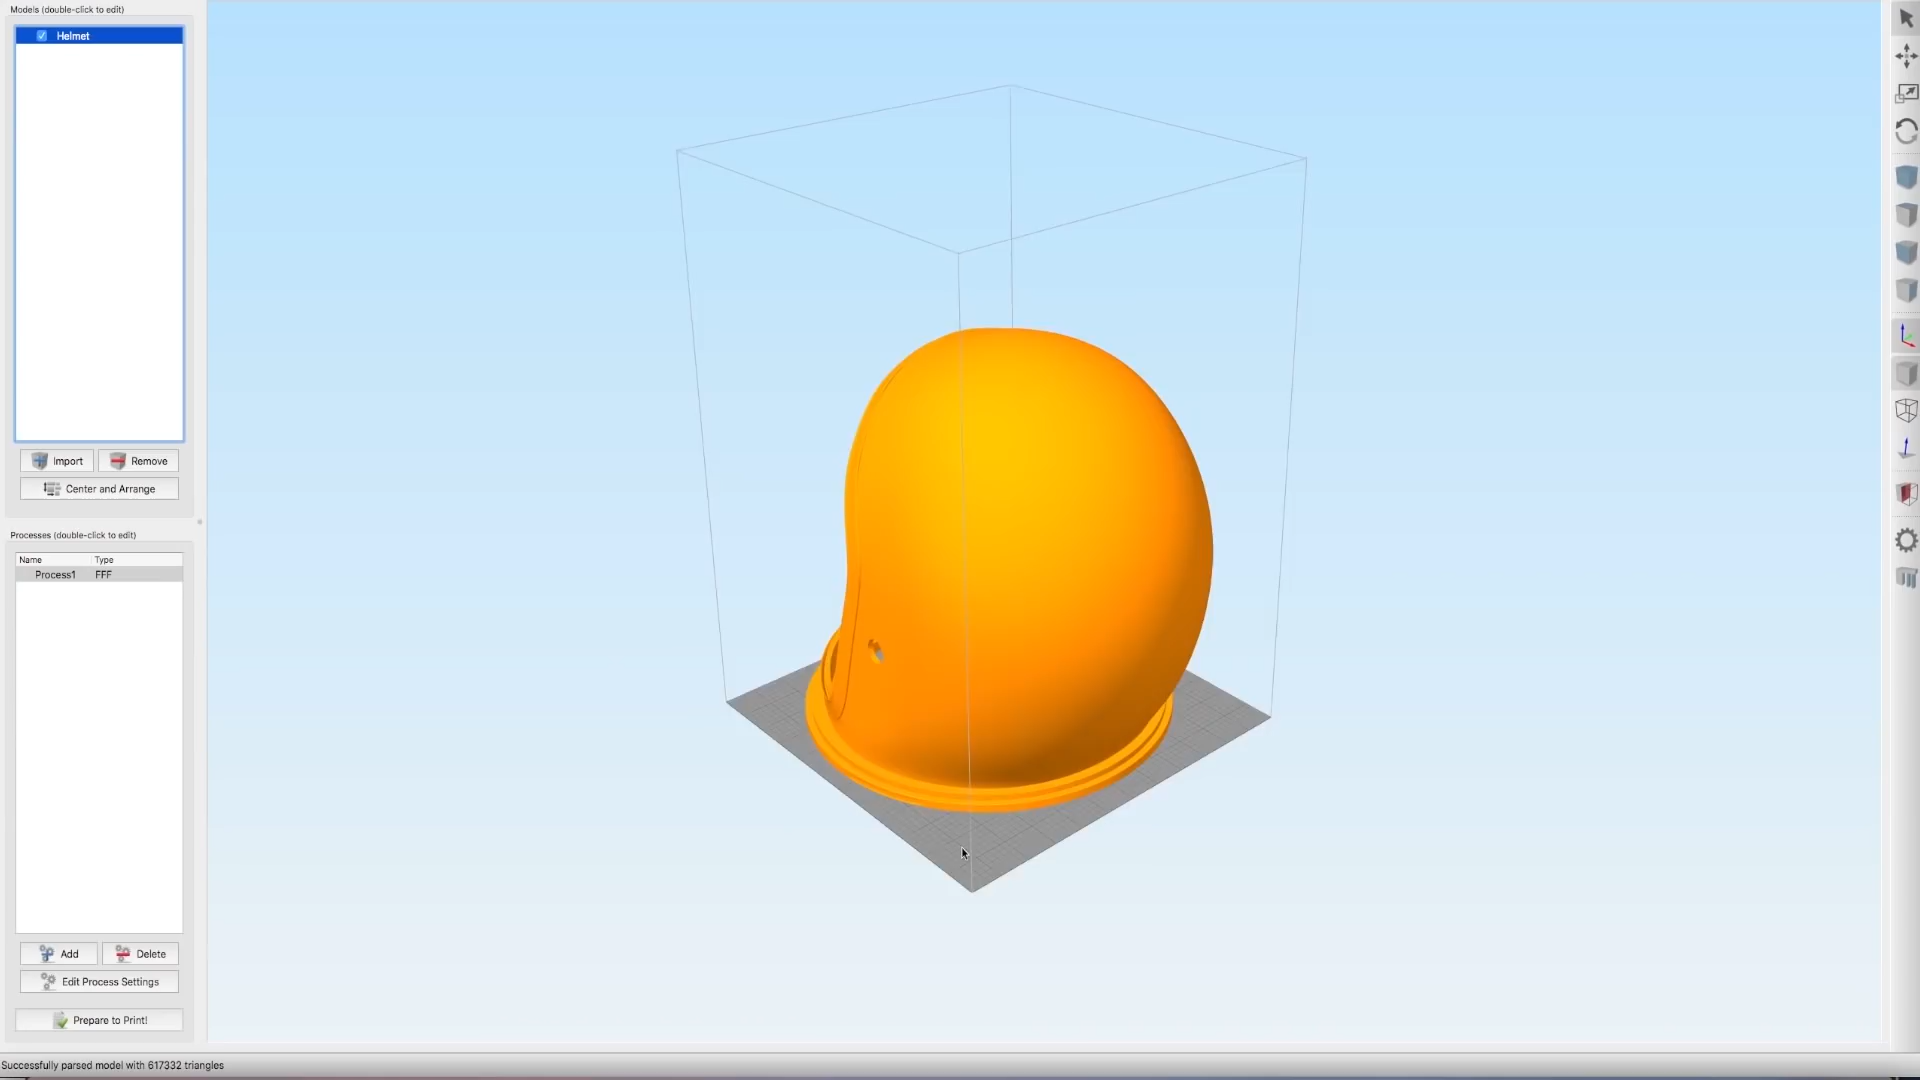 Models (double-click to edit)
Helmet
Import
Remove
Center and Arrange
Processes (double-click to edit)
Name Type
Process1 FFF
Add
Delete
Edit Process Settings
Prepare to Print!
Successfully parsed model with 617332 triangles